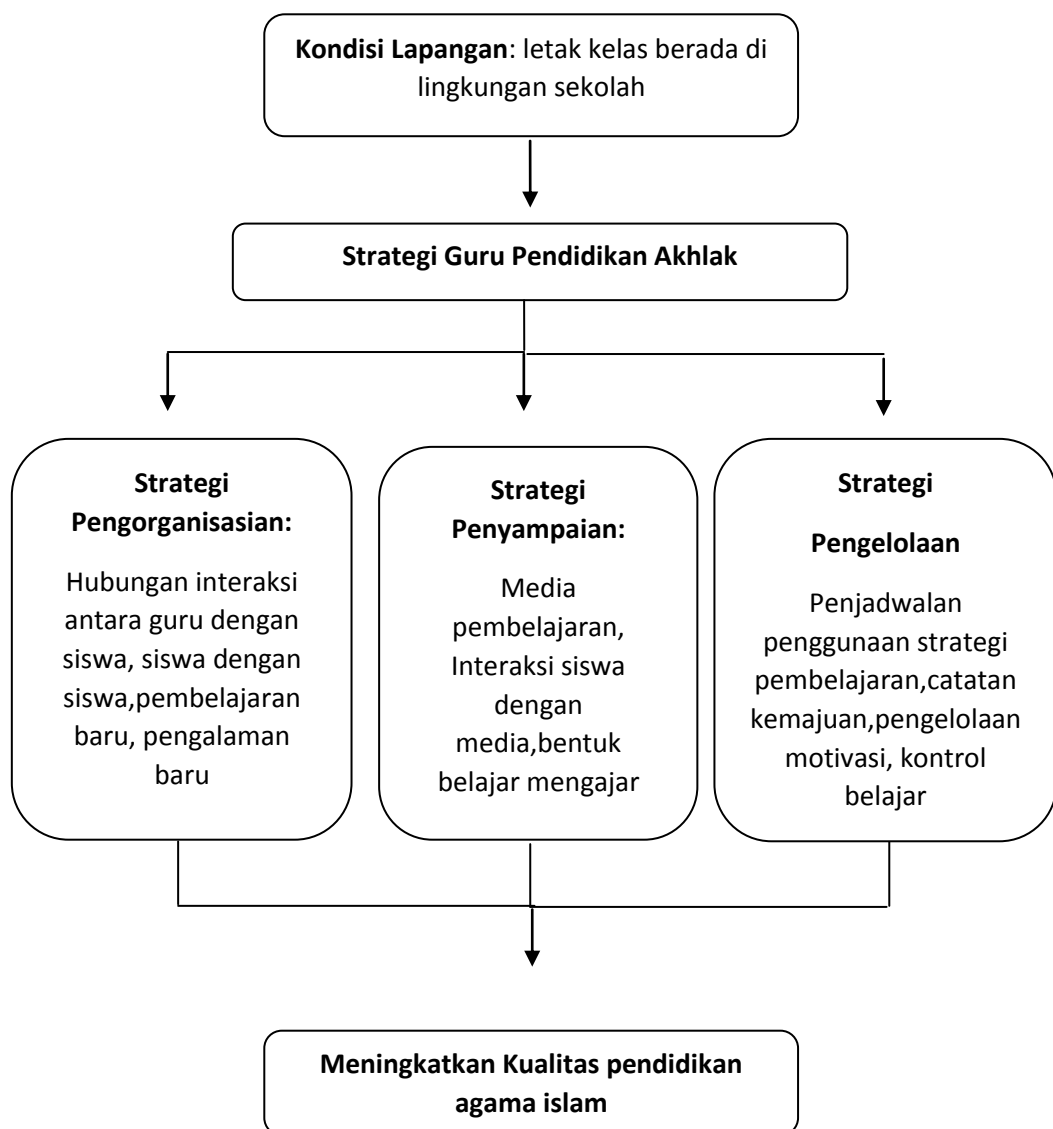 Kondisi Lapangan: letak kelas berada di
lingkungan sekolah
Strategi Guru Pendidikan Akhlak
Strategi
Pengorganisasian:
Hubungan interaksi
antara guru dengan
siswa, siswa dengan
siswa,pembelajaran
baru, pengalaman
baru
Strategi
Penyampaian:
Media
pembelajaran,
Interaksi siswa
dengan
media,bentuk
belajar mengajar
Strategi
Pengelolaan
Penjadwalan
penggunaan strategi
pembelajaran,catatan
kemajuan,pengelolaan
motivasi, kontrol
belajar
Meningkatkan Kualitas pendidikan
agama islam